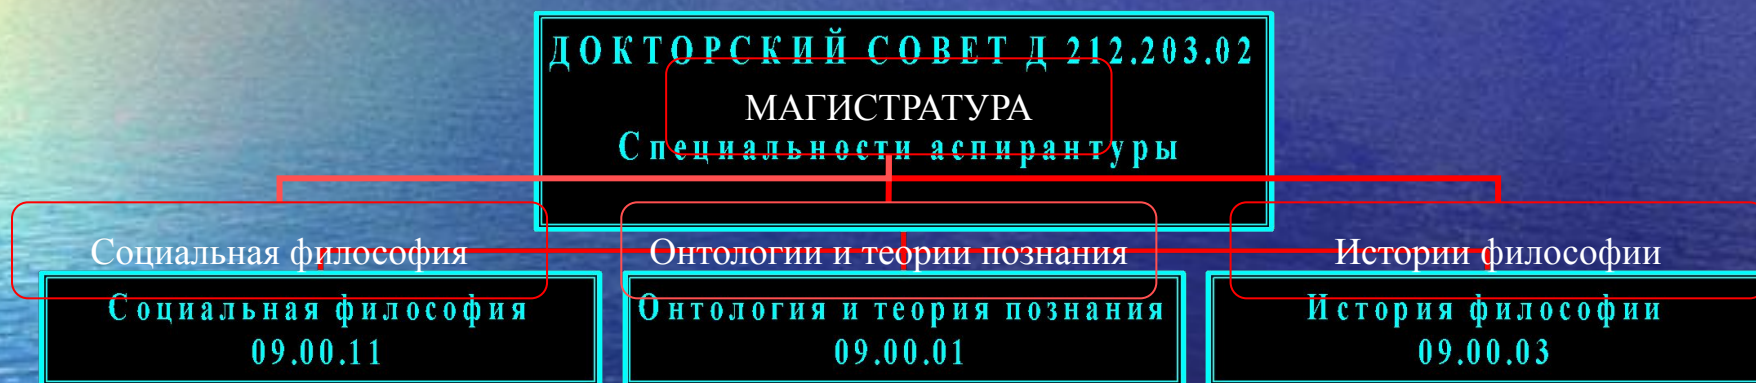 ДОКТОРСКИЙ СОВЕТ Д 212.203.02
МАГИСТРАТУРА
Специальности аспирантуры
Социальная философия
Онтологии и теории познания
Истории философии
Социальная философия
09.00.11
Онтология и теория познания
09.00.01
История философии
09.00.03